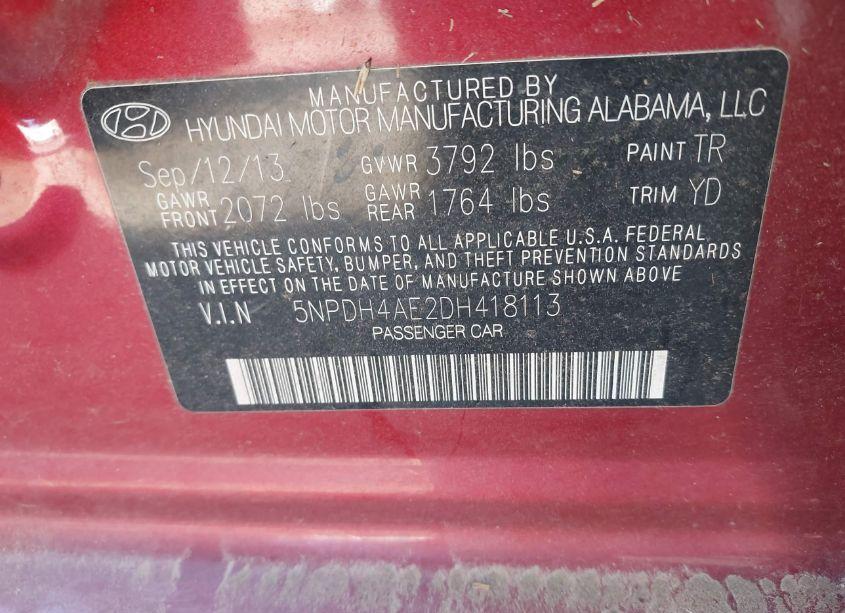 MANUFACTURED BY
HYUNDAI MOTOR MANUFACTURING ALABAMA, LLC
Sep/12/13 GVWR 3792 lbs PAINT TR
GAWR FRONT 2072 lbs GAWR REAR 1764 lbs TRIM YD
THIS VEHICLE CONFORMS TO ALL APPLICABLE U.S.A. FEDERAL
MOTOR VEHICLE SAFETY, BUMPER, AND THEFT PREVENTION STANDARDS
IN EFFECT ON THE DATE OF MANUFACTURE SHOWN ABOVE
V.I.N 5NPDH4AE2DH418113
PASSENGER CAR